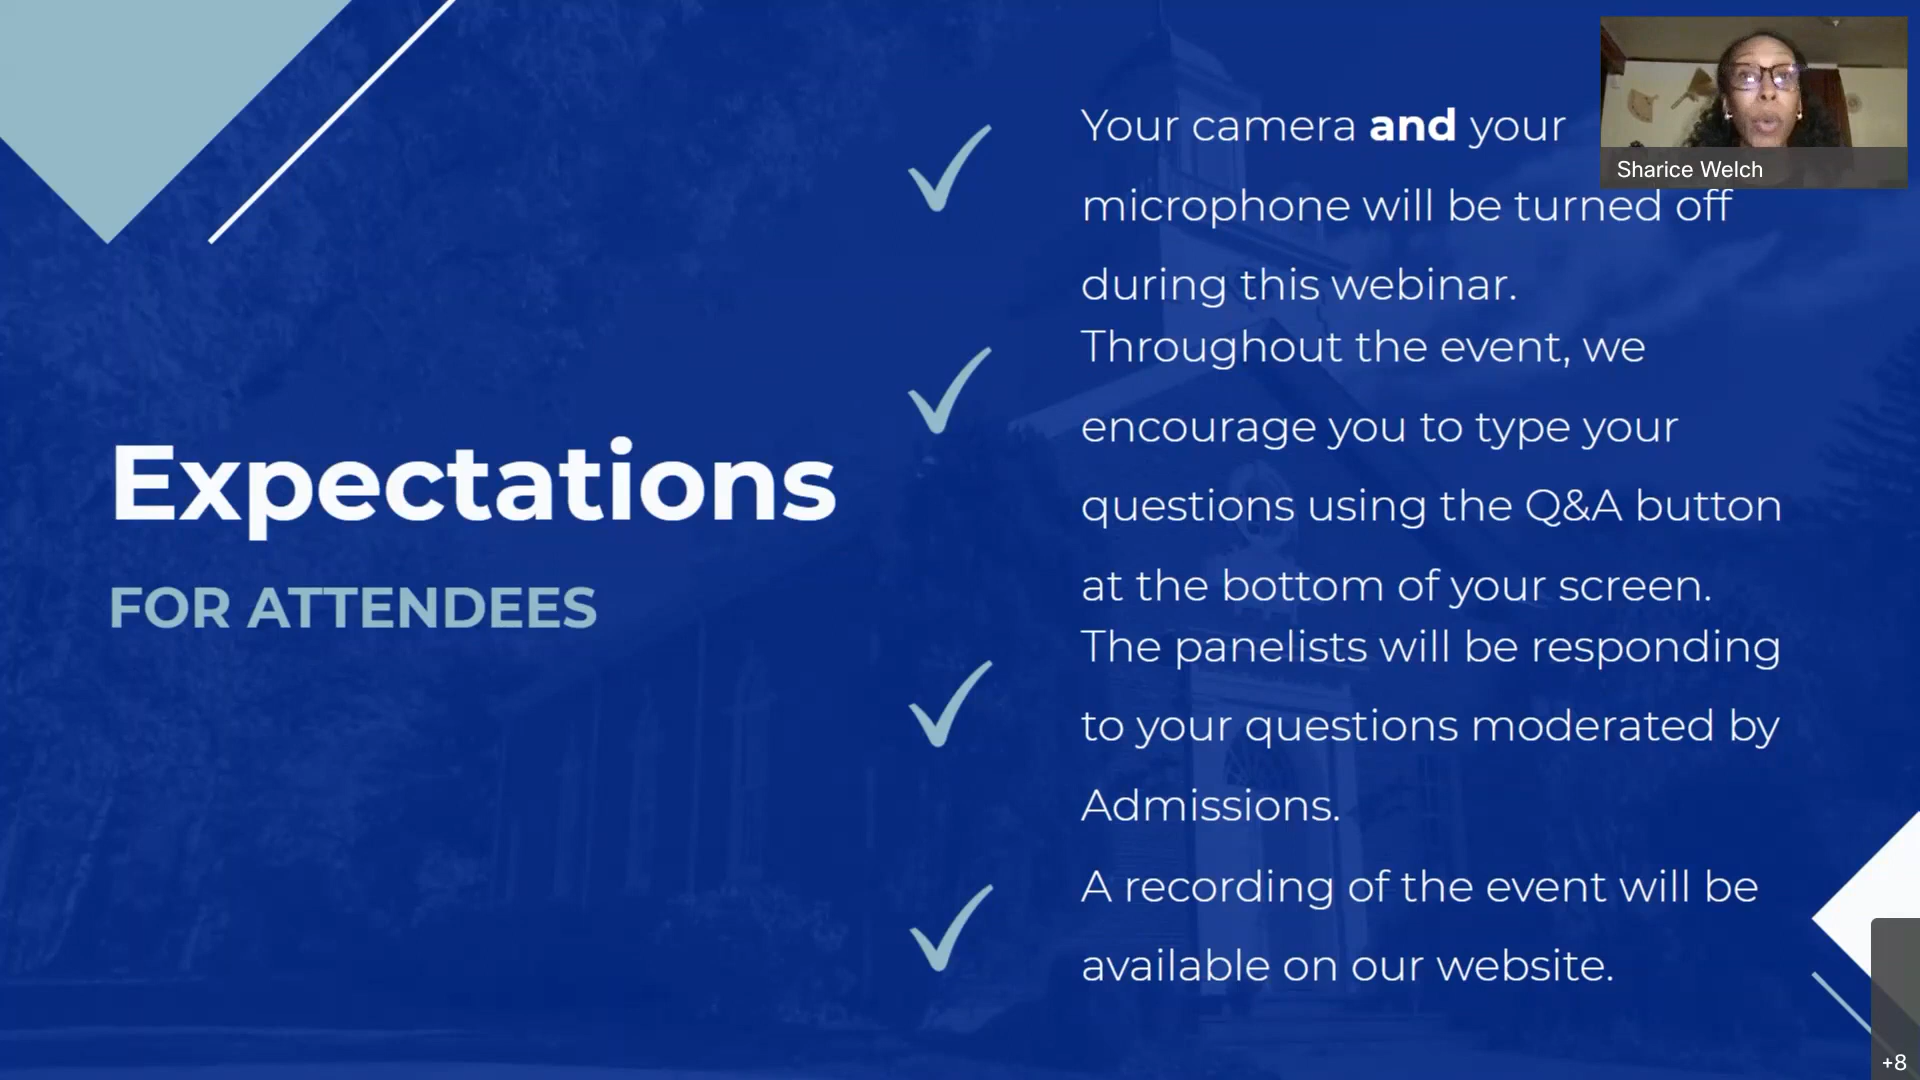 Expectations
FOR ATTENDEES
Your camera and your
microphone will be turned off
during this webinar.
Throughout the event, we
encourage you to type your
questions using the Q&A button
at the bottom of your screen.
The panelists will be responding
to your questions moderated by
Admissions.
A recording of the event will be
available on our website.
Sharice Welch
+8